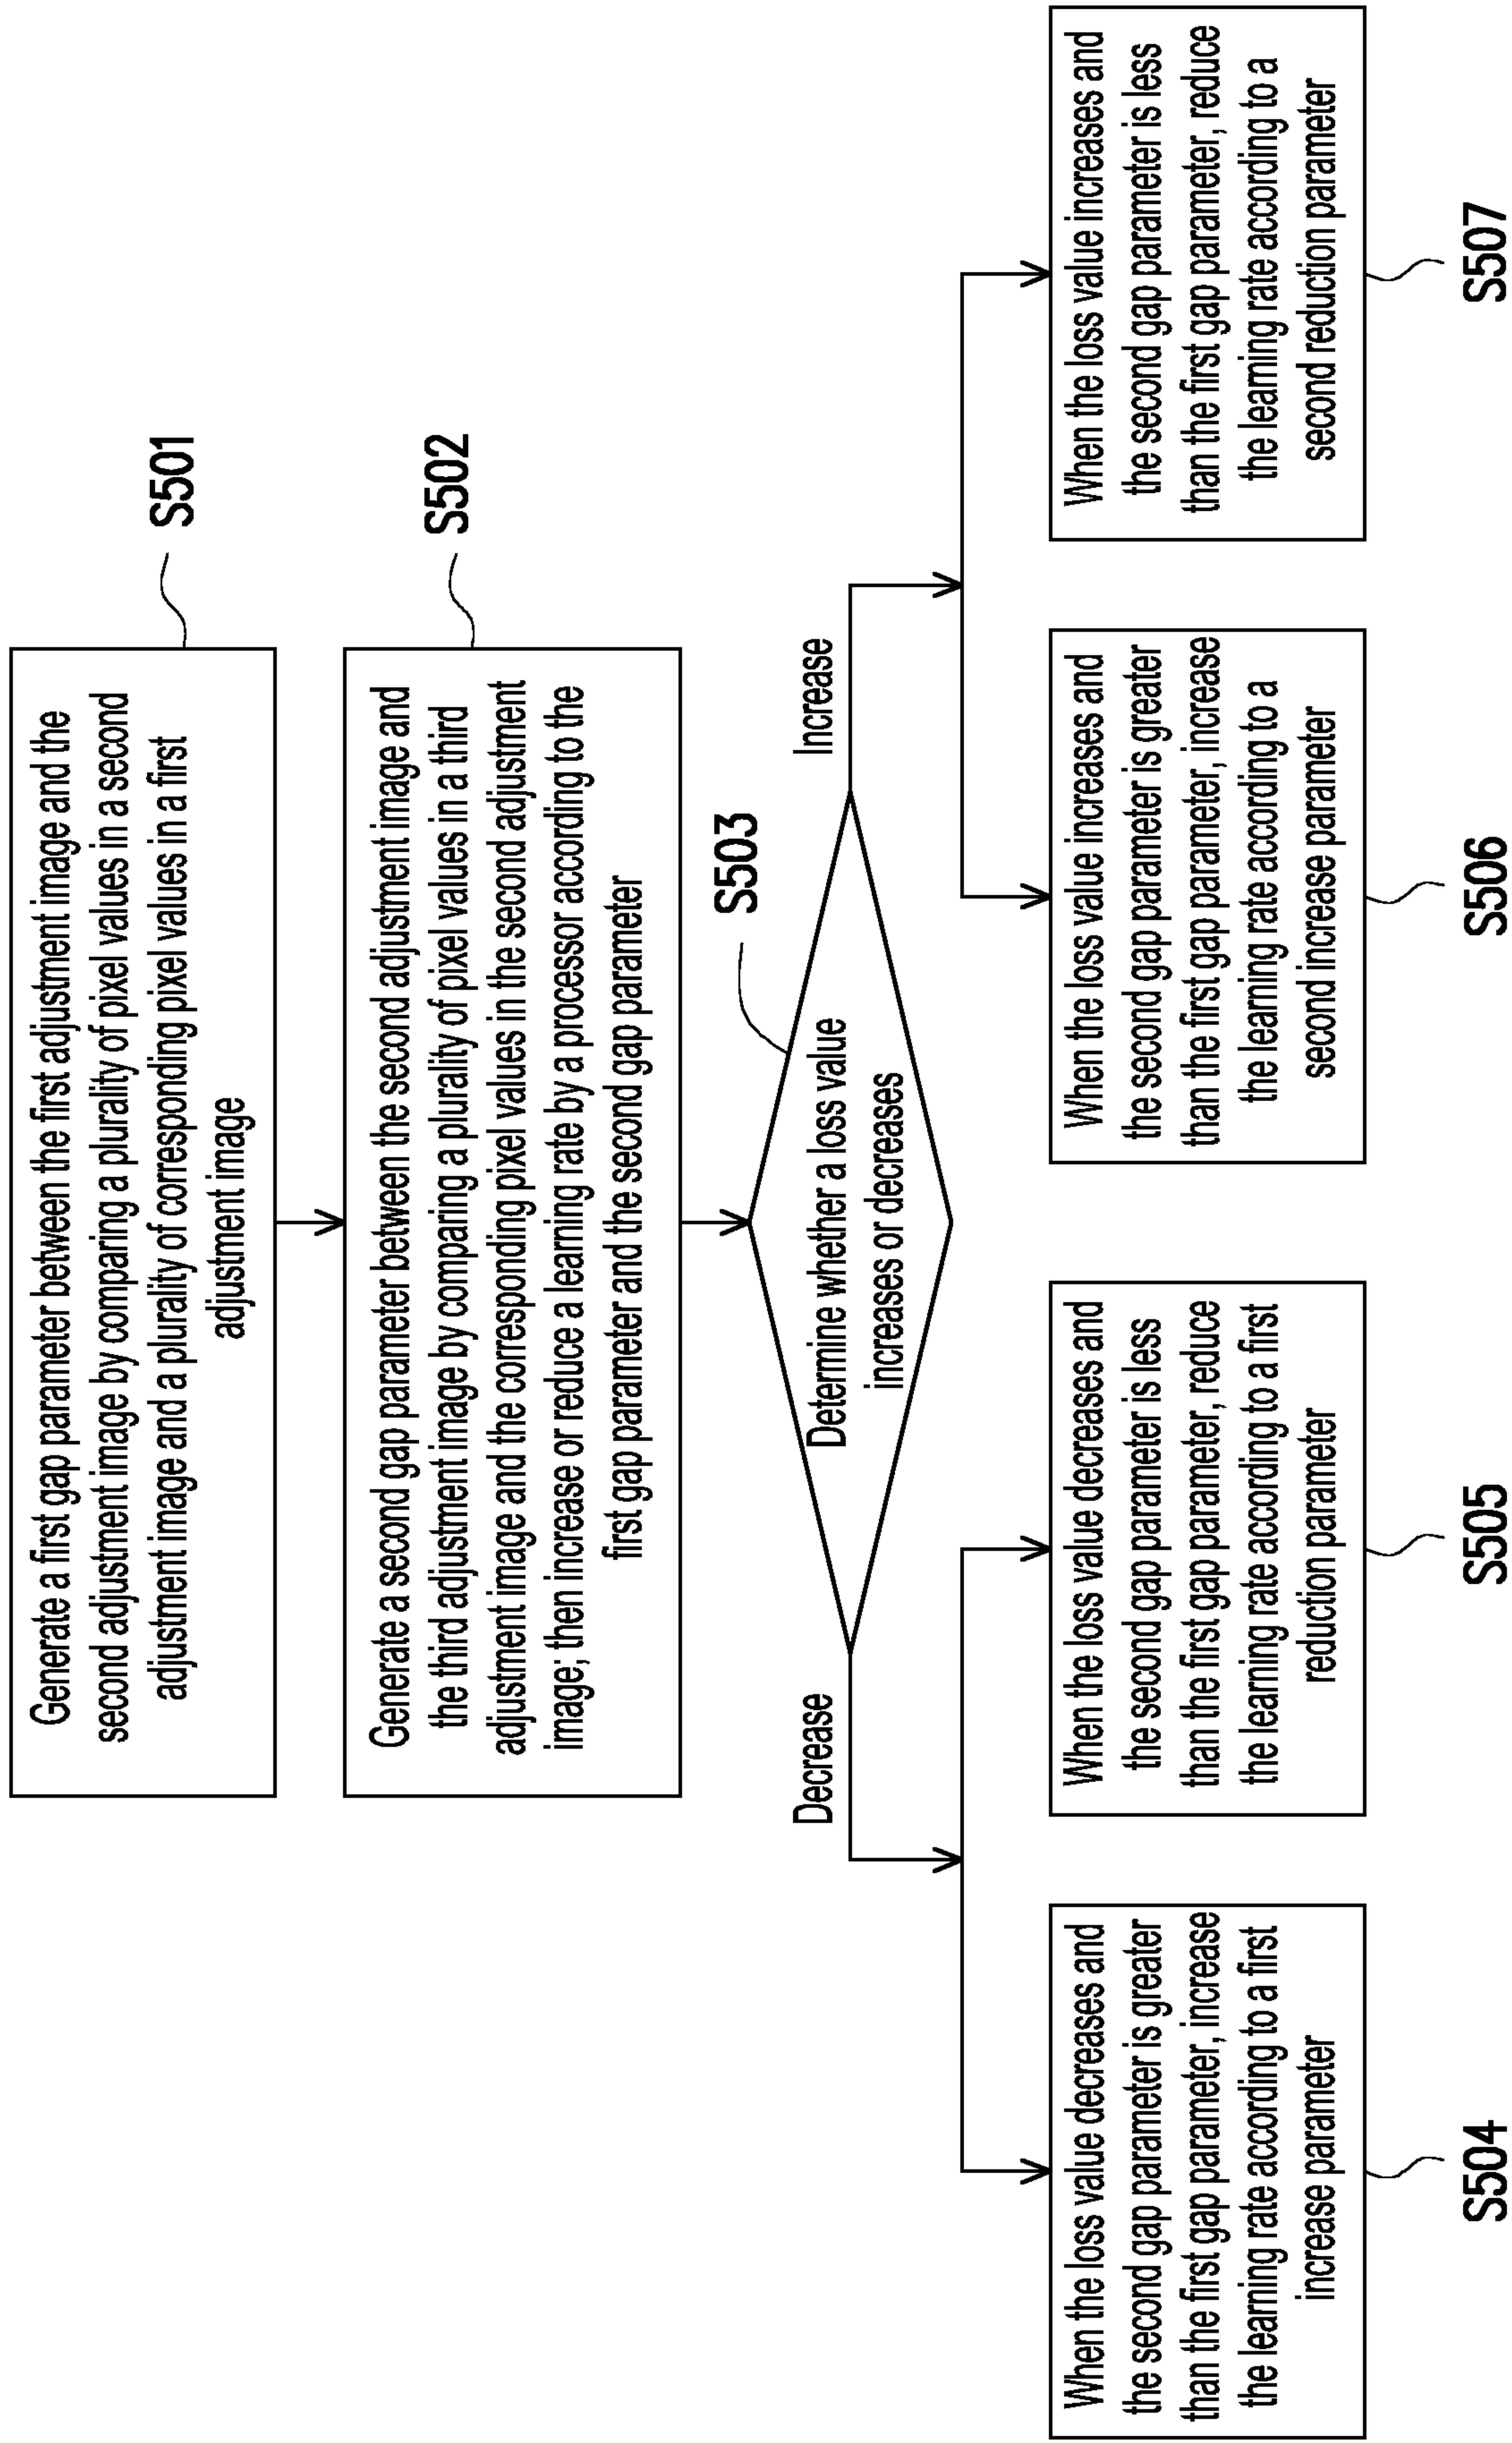 Generate a first gap parameter between the first adjustment image and the
second adjustment image by comparing a plurality of pixel values in a second
adjustment image and a plurality of corresponding pixel values in a first
adjustment image
S501
Generate a second gap parameter between the second adjustment image and
the third adjustment image by comparing a plurality of pixel values in a third
adjustment image and the corresponding pixel values in the second adjustment
image; then increase or reduce a learning rate by a processor according to the
first gap parameter and the second gap parameter
S502
S503
Determine whether a loss value
increases or decreases
Decrease
Increase
When the loss value decreases and
the second gap parameter is greater
than the first gap parameter, increase
the learning rate according to a first
increase parameter
S504
When the loss value decreases and
the second gap parameter is less
than the first gap parameter, reduce
the learning rate according to a first
reduction parameter
S505
When the loss value increases and
the second gap parameter is greater
than the first gap parameter, increase
the learning rate according to a
second increase parameter
S506
When the loss value increases and
the second gap parameter is less
than the first gap parameter, reduce
the learning rate according to a
second reduction parameter
S507